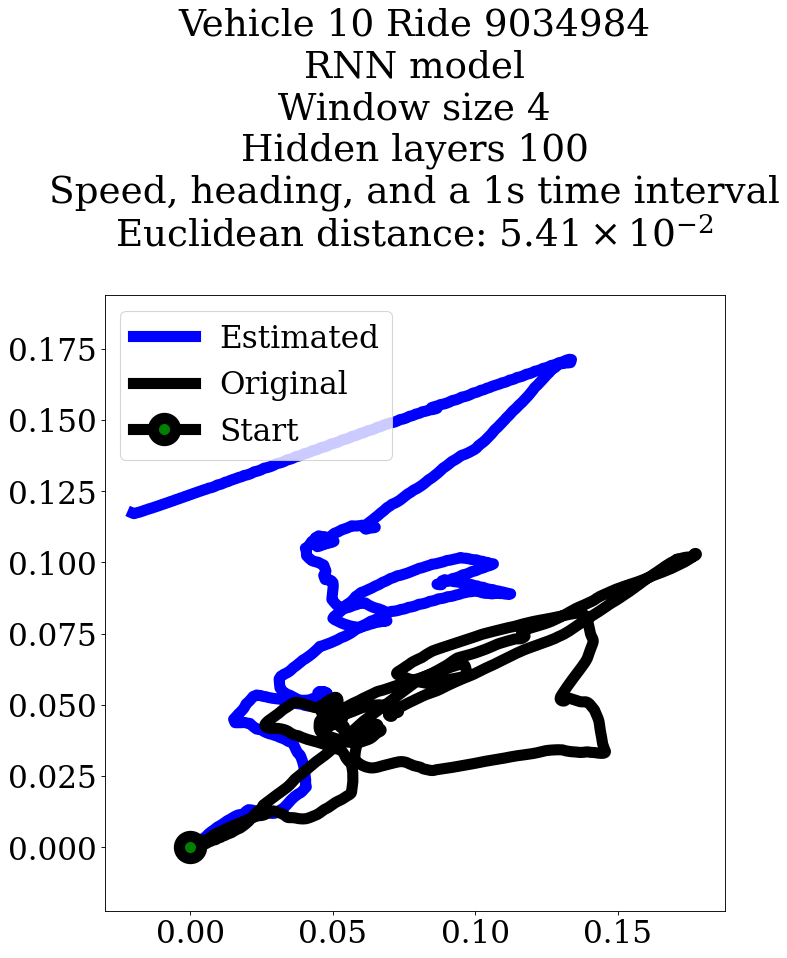 Vehicle 10 Ride 9034984
RNN model
Window size 4
Hidden layers 100
Speed, heading, and a 1s time interval
Euclidean distance: 5.41 × 10⁻²
Estimated
Original
Start
0.175
0.150
0.125
0.100
0.075
0.050
0.025
0.000
0.00 0.05 0.10 0.15